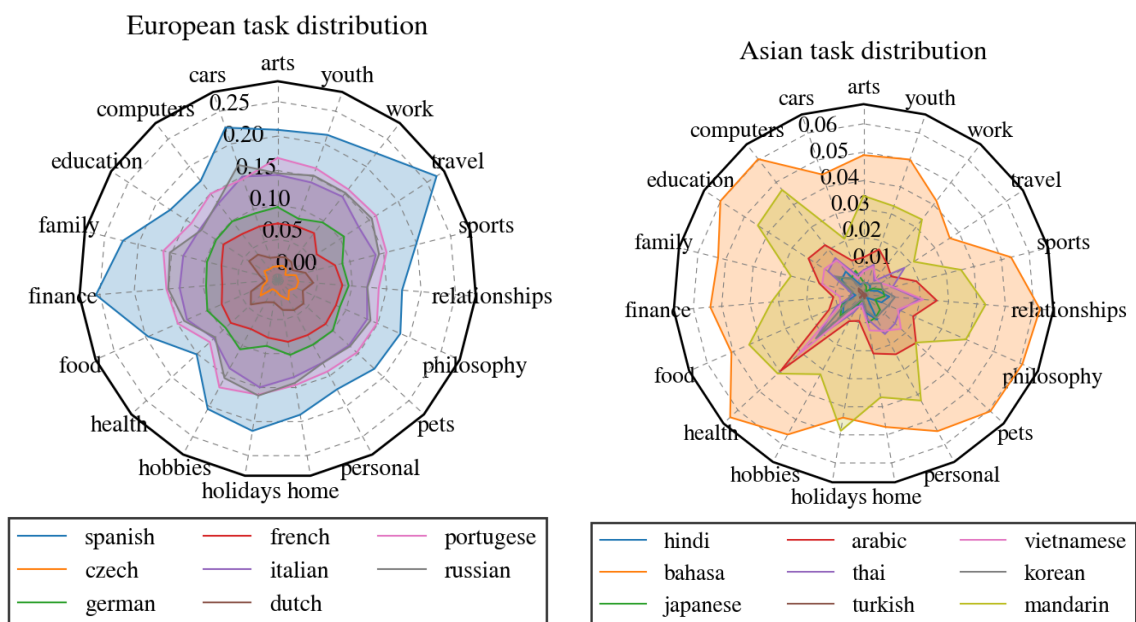 European task distribution
arts
youth
work
travel
sports
relationships
philosophy
pets
personal
home
holidays
hobbies
health
food
finance
family
education
computers
cars
0.25
0.20
0.15
0.10
0.05
0.00
spanish french portugese
czech italian russian
german dutch
Asian task distribution
arts
youth
work
travel
sports
relationships
philosophy
pets
personal
home
holidays
hobbies
health
food
finance
family
education
computers
cars
0.06
0.05
0.04
0.03
0.02
0.01
hindi arabic vietnamese
bahasa thai korean
japanese turkish mandarin